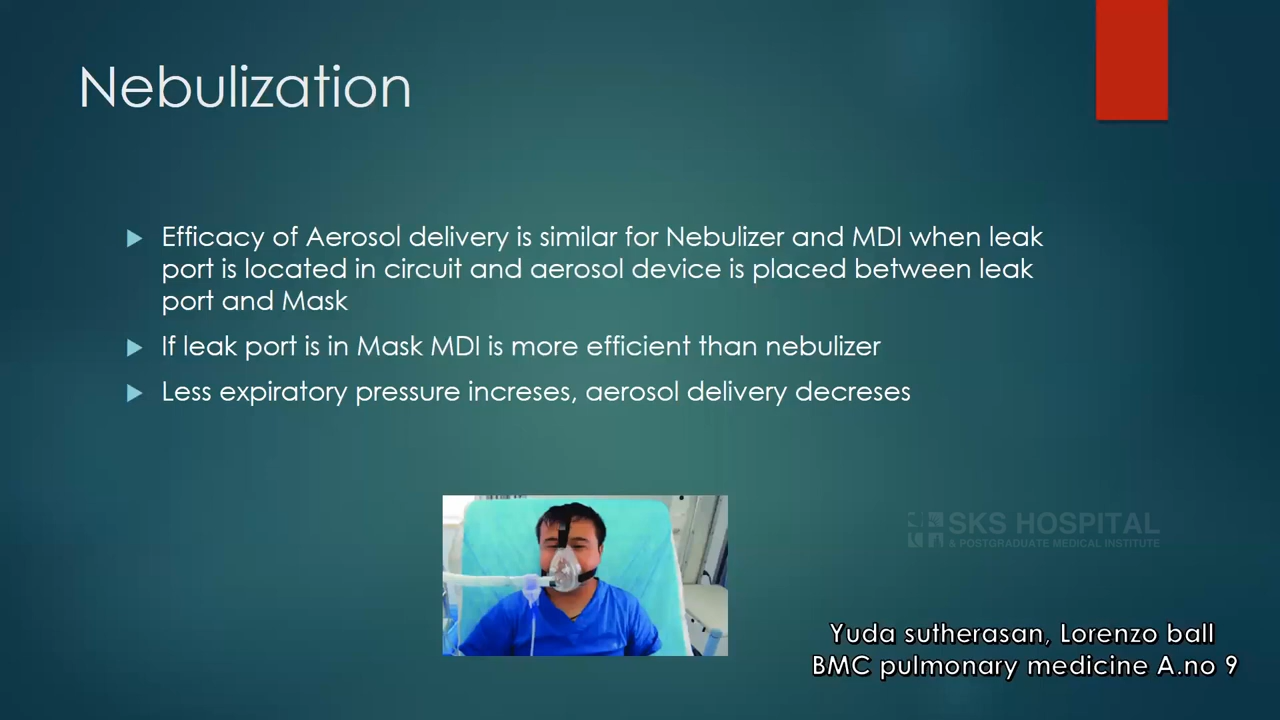 Nebulization
Efficacy of Aerosol delivery is similar for Nebulizer and MDI when leak
port is located in circuit and aerosol device is placed between leak
port and Mask
If leak port is in Mask MDI is more efficient than nebulizer
Less expiratory pressure increses, aerosol delivery decreses
SKS HOSPITAL
& POSTGRADUATE MEDICAL INSTITUTE
Yuda sutherasan, Lorenzo ball
BMC pulmonary medicine A.no 9